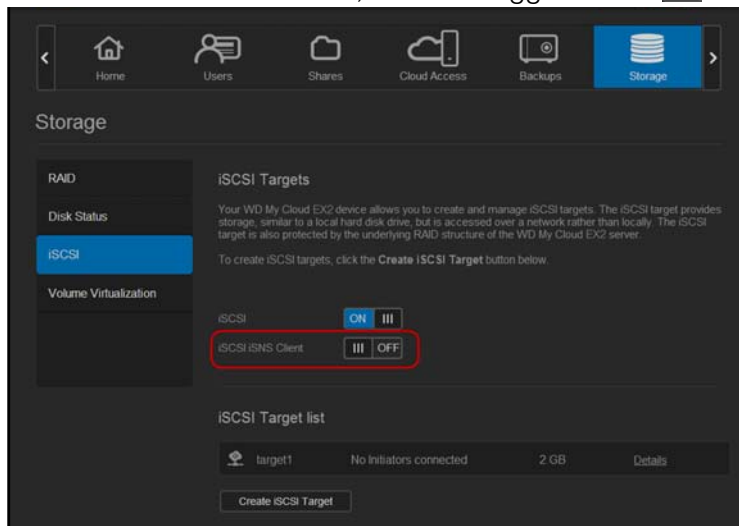 Home
Users
Shares
Cloud Access
Backups
Storage
Storage
RAID
Disk Status
iSCSI
Volume Virtualization
iSCSI Targets
Your WD My Cloud EX2 device allows you to create and manage iSCSI targets. The iSCSI target provides
storage, similar to a local hard disk drive, but is accessed over a network rather than locally. The iSCSI
target is also protected by the underlying RAID structure of the WD My Cloud EX2 server.
To create iSCSI targets, click the Create iSCSI Target button below.
iSCSI ON
iSCSI iSNS Client OFF
iSCSI Target list
target1 No Initiators connected 2 GB Details
Create iSCSI Target